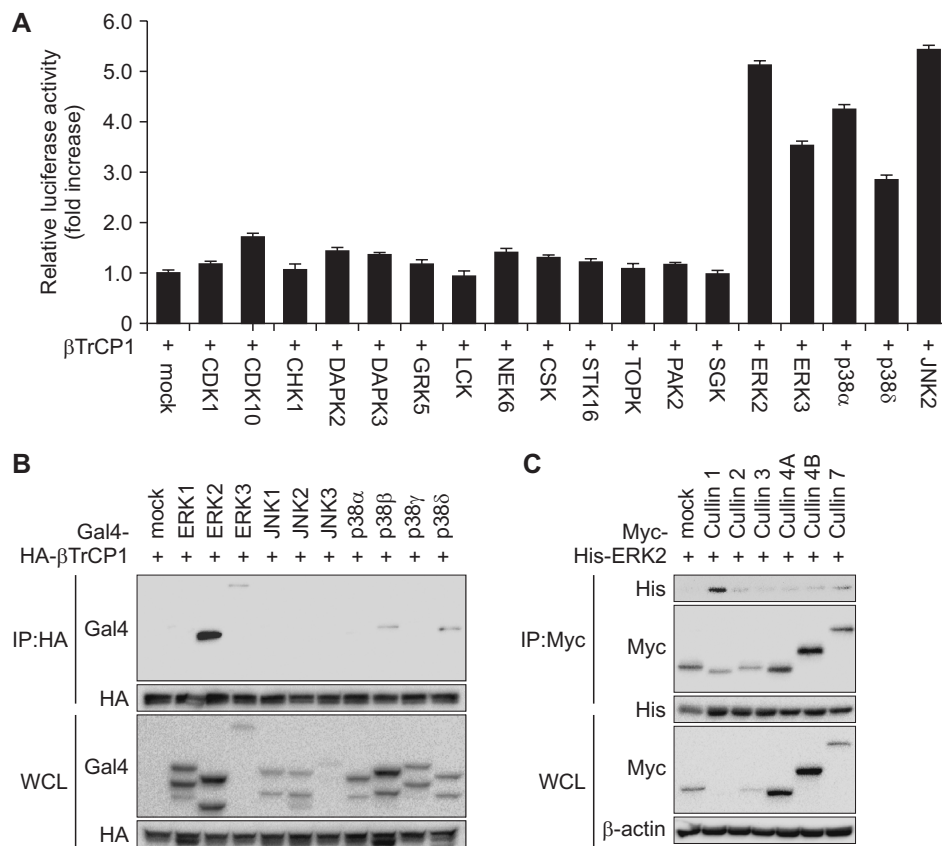 A
Relative luciferase activity
(fold increase)
6.0
5.0
4.0
3.0
2.0
1.0
0
βTrCP1 + + + + + + + + + + + + + + + + + + +
mock CDK1 CDK10 CHK1 DAPK2 DAPK3 GRK5 LCK NEK6 CSK STK16 TOPK PAK2 SGK ERK2 ERK3 p38α p38δ JNK2
B
Gal4- mock ERK1 ERK2 ERK3 JNK1 JNK2 JNK3 p38α p38β p38γ p38δ
HA-βTrCP1 + + + + + + + + + + +
IP:HA
Gal4
HA
WCL
Gal4
HA
C
Myc- mock Cullin 1 Cullin 2 Cullin 3 Cullin 4A Cullin 4B Cullin 7
His-ERK2 + + + + + + +
IP:Myc
His
Myc
WCL
His
Myc
β-actin